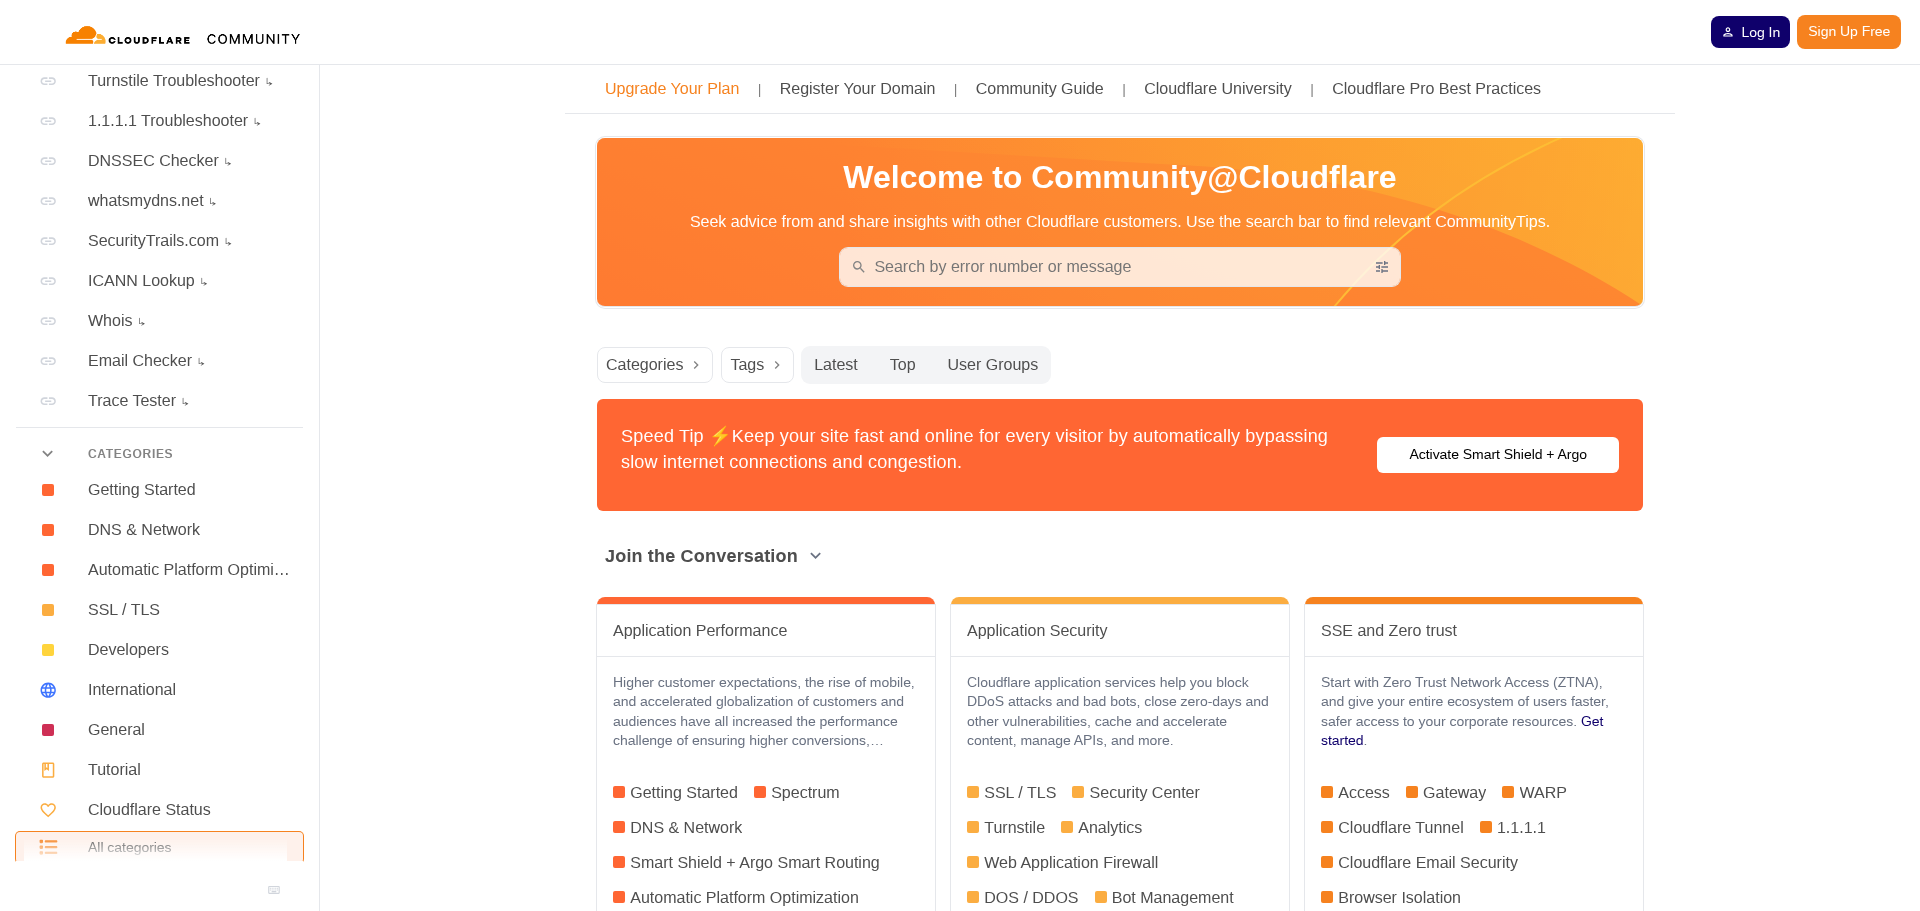 CLOUDFLARE COMMUNITY
Log In
Sign Up Free
Turnstile Troubleshooter ↳
1.1.1.1 Troubleshooter ↳
DNSSEC Checker ↳
whatsmydns.net ↳
SecurityTrails.com ↳
ICANN Lookup ↳
Whois ↳
Email Checker ↳
Trace Tester ↳
CATEGORIES
Getting Started
DNS & Network
Automatic Platform Optimi…
SSL / TLS
Developers
International
General
Tutorial
Cloudflare Status
All categories
Upgrade Your Plan | Register Your Domain | Community Guide | Cloudflare University | Cloudflare Pro Best Practices
Welcome to Community@Cloudflare
Seek advice from and share insights with other Cloudflare customers. Use the search bar to find relevant CommunityTips.
Search by error number or message
Categories Tags Latest Top User Groups
Speed Tip ⚡Keep your site fast and online for every visitor by automatically bypassing
slow internet connections and congestion.
Activate Smart Shield + Argo
Join the Conversation
Application Performance
Higher customer expectations, the rise of mobile,
and accelerated globalization of customers and
audiences have all increased the performance
challenge of ensuring higher conversions,…
Getting Started Spectrum
DNS & Network
Smart Shield + Argo Smart Routing
Automatic Platform Optimization
Application Security
Cloudflare application services help you block
DDoS attacks and bad bots, close zero-days and
other vulnerabilities, cache and accelerate
content, manage APIs, and more.
SSL / TLS Security Center
Turnstile Analytics
Web Application Firewall
DOS / DDOS Bot Management
SSE and Zero trust
Start with Zero Trust Network Access (ZTNA),
and give your entire ecosystem of users faster,
safer access to your corporate resources. Get
started.
Access Gateway WARP
Cloudflare Tunnel 1.1.1.1
Cloudflare Email Security
Browser Isolation